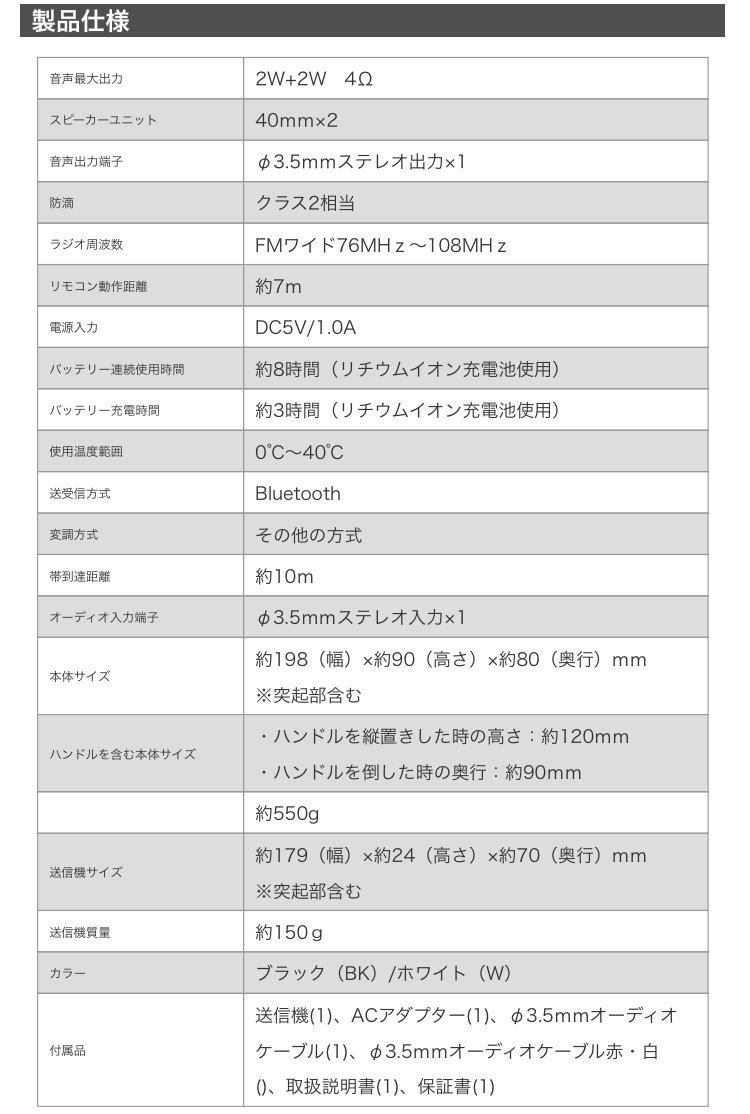 製品仕様
音声最大出力 2W+2W 4Ω
スピーカーユニット 40mm×2
音声出力端子 φ3.5mmステレオ出力×1
防滴 クラス2相当
ラジオ周波数 FMワイド76MHｚ～108MHｚ
リモコン動作距離 約7m
電源入力 DC5V/1.0A
バッテリー連続使用時間 約8時間（リチウムイオン充電池使用）
バッテリー充電時間 約3時間（リチウムイオン充電池使用）
使用温度範囲 0℃～40℃
送受信方式 Bluetooth
変調方式 その他の方式
帯到達距離 約10m
オーディオ入力端子 φ3.5mmステレオ入力×1
本体サイズ 約198（幅）×約90（高さ）×約80（奥行）mm
※突起部含む
ハンドルを含む本体サイズ ・ハンドルを縦置きした時の高さ：約120mm
・ハンドルを倒した時の奥行：約90mm
約550g
送信機サイズ 約179（幅）×約24（高さ）×約70（奥行）mm
※突起部含む
送信機質量 約150ｇ
カラー ブラック（BK）/ホワイト（W）
付属品 送信機(1)、ACアダプター(1)、φ3.5mmオーディオ
ケーブル(1)、φ3.5mmオーディオケーブル赤・白
()、取扱説明書(1)、保証書(1)